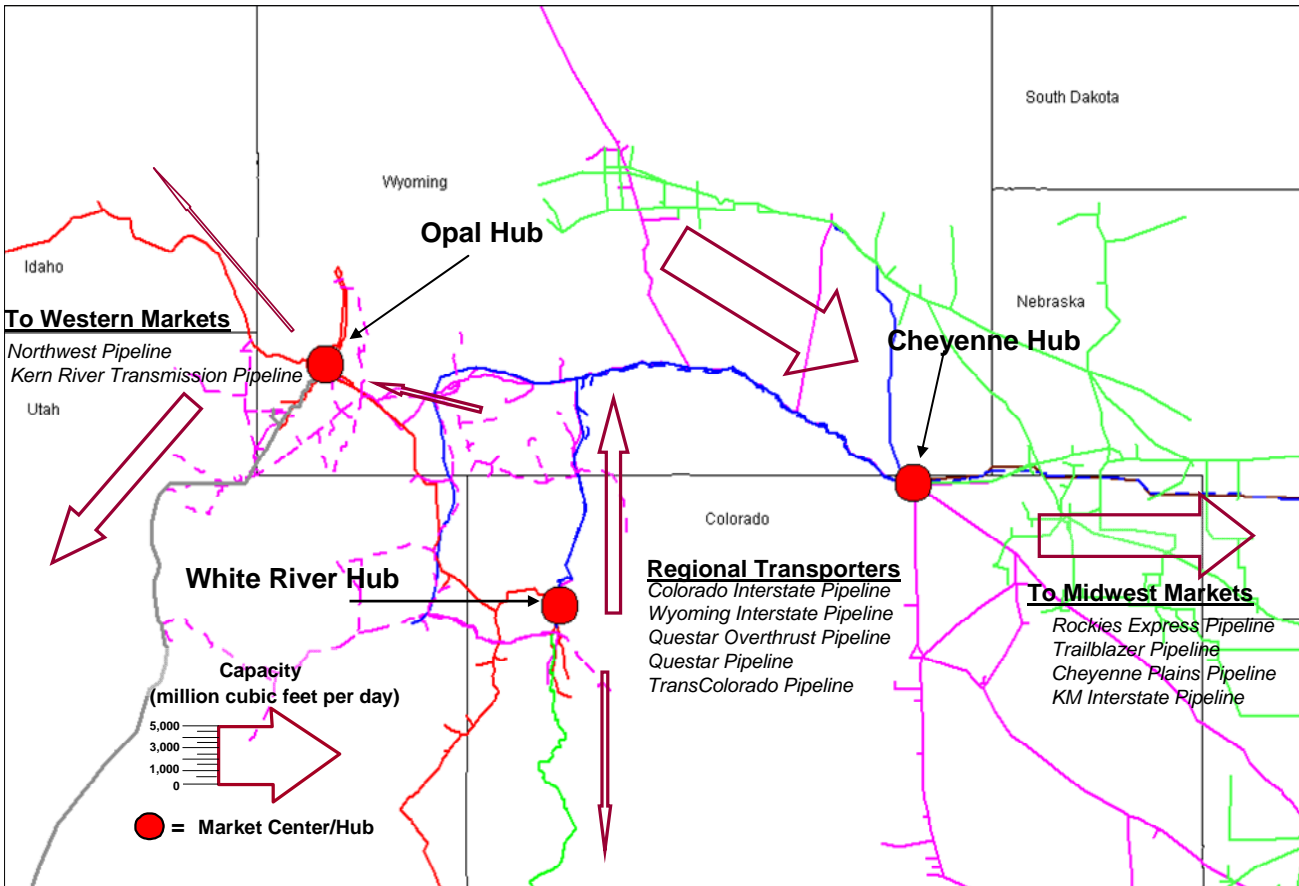 South Dakota
Wyoming
Opal Hub
Idaho
Nebraska
To Western Markets
Northwest Pipeline
Kern River Transmission Pipeline
Utah
Cheyenne Hub
Colorado
White River Hub
Regional Transporters
Colorado Interstate Pipeline
Wyoming Interstate Pipeline
Questar Overthrust Pipeline
Questar Pipeline
TransColorado Pipeline
To Midwest Markets
Rockies Express Pipeline
Trailblazer Pipeline
Cheyenne Plains Pipeline
KM Interstate Pipeline
Capacity
(million cubic feet per day)
5,000
3,000
1,000
0
= Market Center/Hub